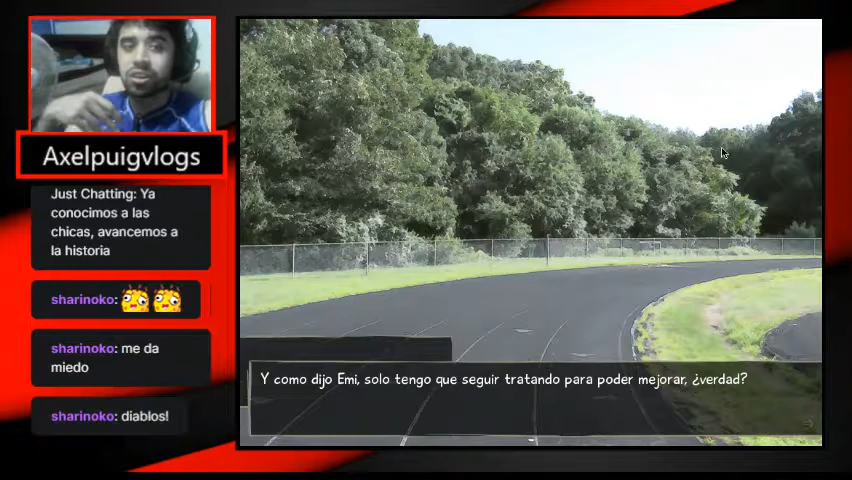 Axelpuigvlogs
Just Chatting: Ya
conocimos a las
chicas, avancemos a
la historia
sharinoko:
sharinoko: me da
miedo
sharinoko: diablos!
Y como dijo Emi, solo tengo que seguir tratando para poder mejorar, ¿verdad?